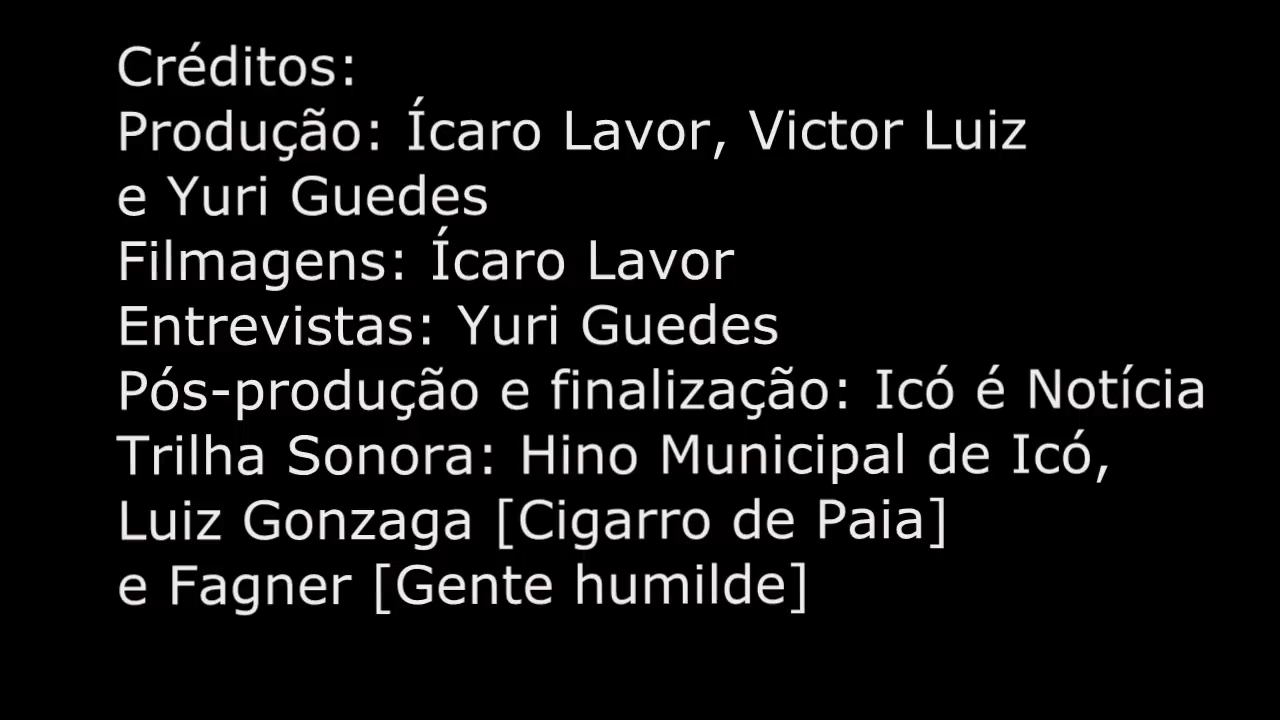 Créditos:
Produção: Ícaro Lavor, Victor Luiz
e Yuri Guedes
Filmagens: Ícaro Lavor
Entrevistas: Yuri Guedes
Pós-produção e finalização: Icó é Notícia
Trilha Sonora: Hino Municipal de Icó,
Luiz Gonzaga [Cigarro de Paia]
e Fagner [Gente humilde]